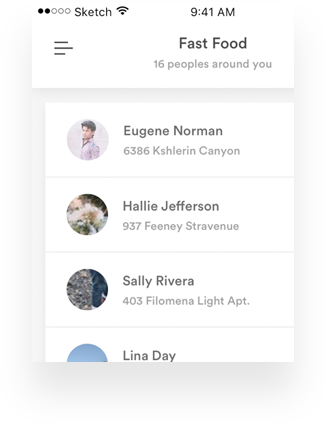 Sketch 9:41 AM
Fast Food
16 peoples around you
Eugene Norman
6386 Kshlerin Canyon
Hallie Jefferson
937 Feeney Stravenue
Sally Rivera
403 Filomena Light Apt.
Lina Day